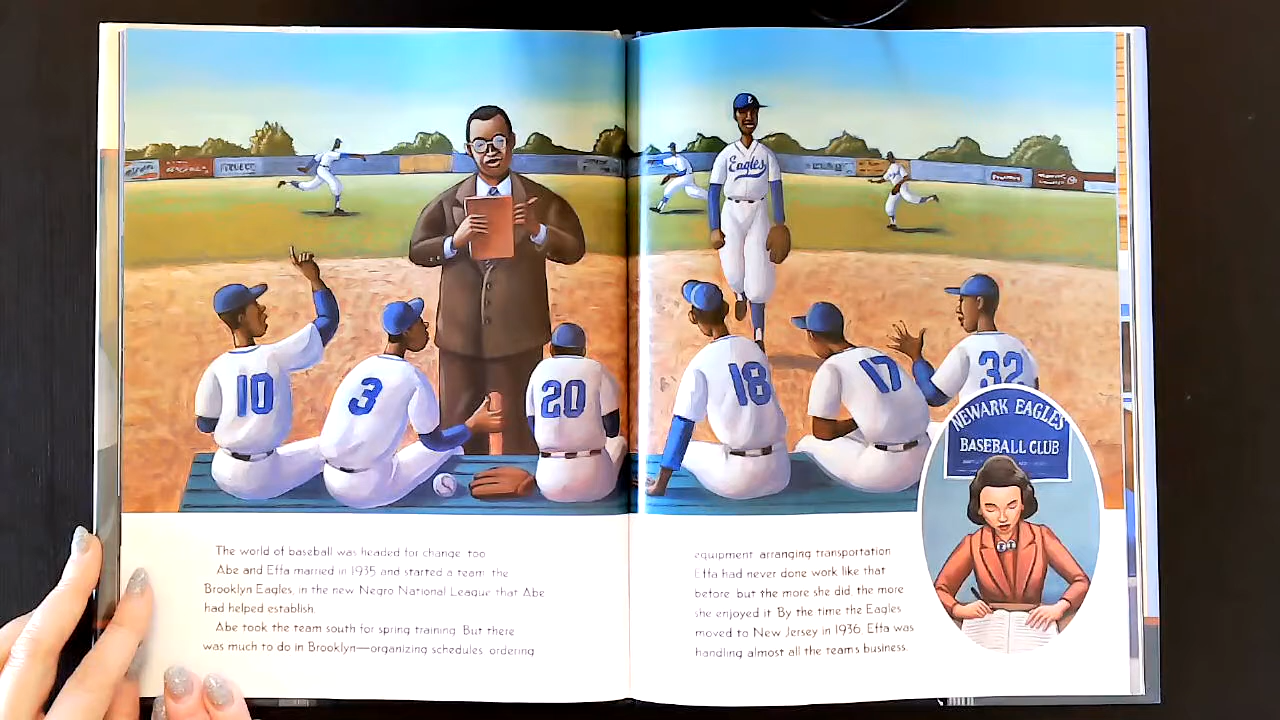 Eagles
10
3
20
18
17
32
NEWARK EAGLES
BASEBALL CLUB
The world of baseball was headed for change, too.
Abe and Effa married in 1935 and started a team, the
Brooklyn Eagles, in the new Negro National League that Abe
had helped establish.
Abe took the team south for spring training. But there
was much to do in Brooklyn—organizing schedules, ordering
equipment, arranging transportation.
Effa had never done work like that
before, but the more she did, the more
she enjoyed it. By the time the Eagles
moved to New Jersey in 1936, Effa was
handling almost all the team's business.